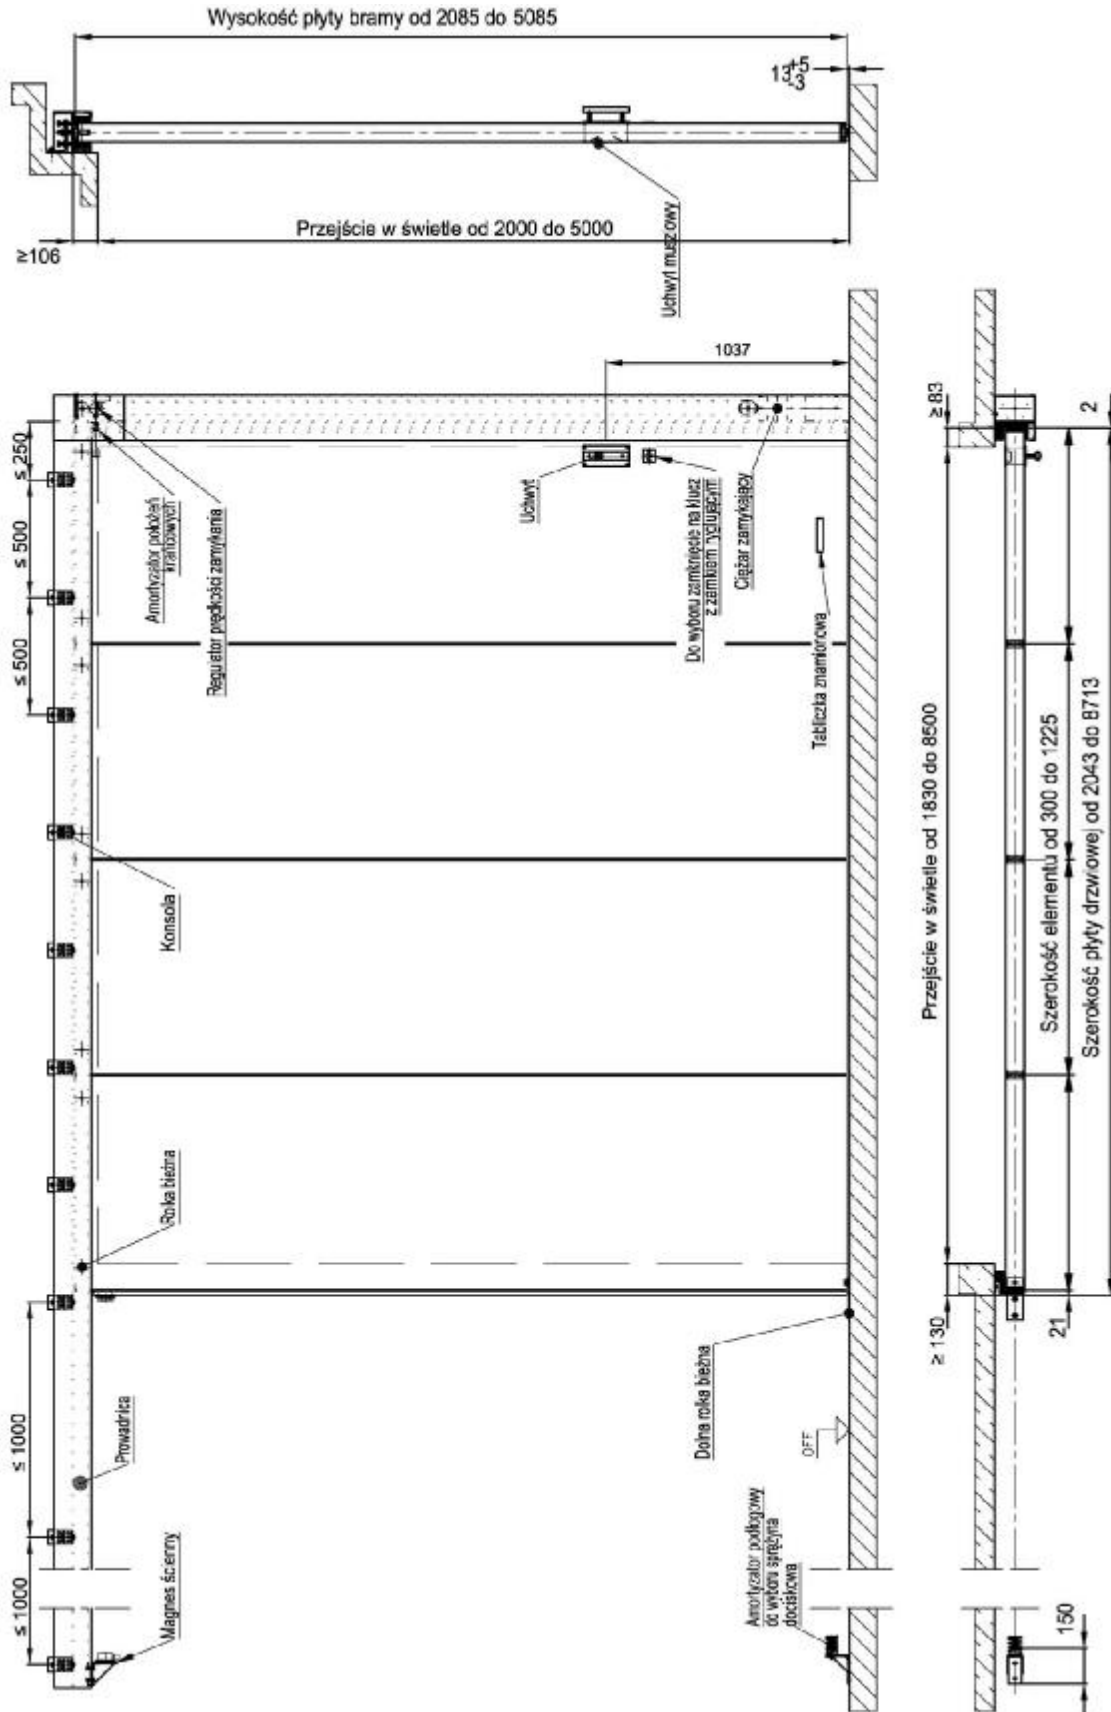 Wysokość płyty bramy od 2085 do 5085
13 +5 -3
Przejście w świetle od 2000 do 5000
≥106
Uchwyt muszlowy
1037
≤ 250
≤ 500
≤ 500
Amortyzator położeń
krańcowych
Regulator prędkości zamykania
Uchwyt
Do wyboru zamknięcie na klucz
z zamkiem ryglującym
Ciężar zamykający
Tabliczka znamionowa
Konsola
Rolka bieżna
Prowadnica
≤ 1000
≤ 1000
Magnes ścienny
Dolna rolka bieżna
OFF
Amortyzator podłogowy
do wyboru sprężyna
dociskowa
≥83
2
Przejście w świetle od 1830 do 8500
Szerokość elementu od 300 do 1225
Szerokość płyty drzwiowej od 2043 do 8713
≥ 130
21
150